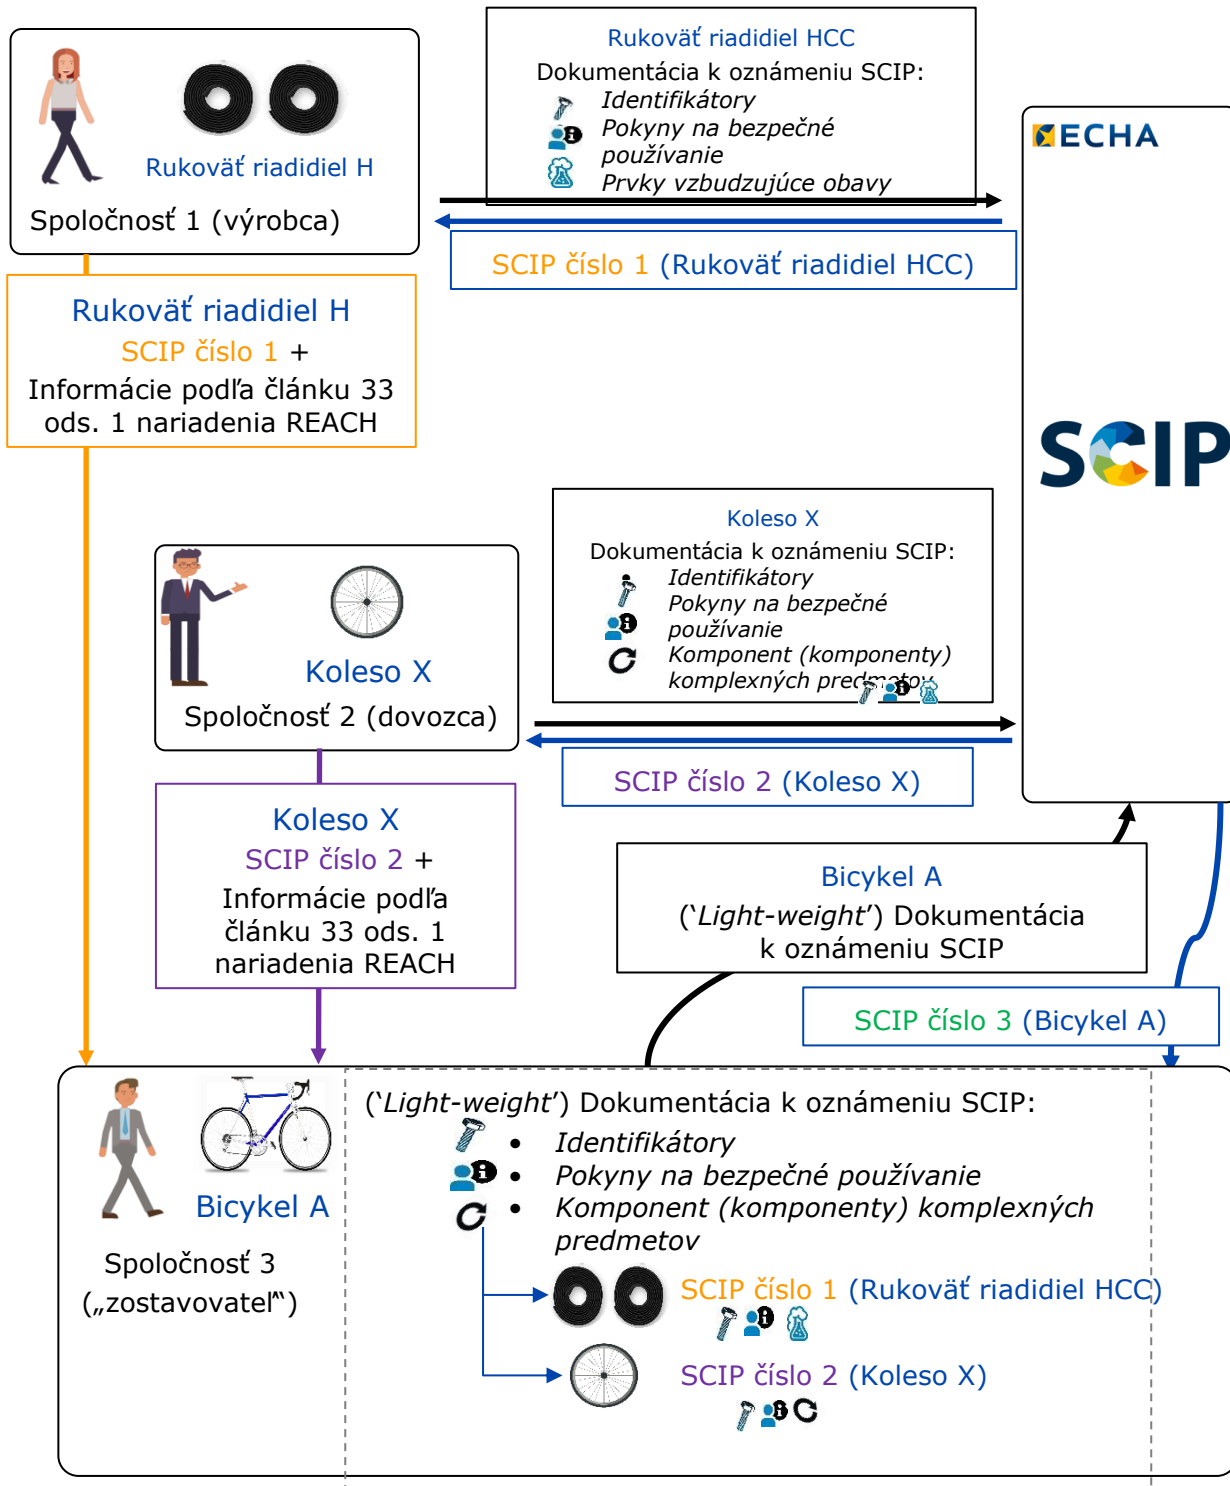 Rukoväť riadidiel HCC
Dokumentácia k oznámeniu SCIP:
Identifikátory
Pokyny na bezpečné
používanie
Prvky vzbudzujúce obavy
Rukoväť riadidiel H
Spoločnosť 1 (výrobca)
ECHA
SCIP
SCIP číslo 1 (Rukoväť riadidiel HCC)
Rukoväť riadidiel H
SCIP číslo 1 +
Informácie podľa článku 33
ods. 1 nariadenia REACH
Koleso X
Dokumentácia k oznámeniu SCIP:
• Identifikátory
Pokyny na bezpečné
používanie
Komponent (komponenty)
komplexných predmetov
Koleso X
Spoločnosť 2 (dovozca)
SCIP číslo 2 (Koleso X)
Koleso X
SCIP číslo 2 +
Informácie podľa
článku 33 ods. 1
nariadenia REACH
Bicykel A
(‘Light-weight’) Dokumentácia
k oznámeniu SCIP
SCIP číslo 3 (Bicykel A)
Bicykel A
Spoločnosť 3
(„zostavovateľ“)
(‘Light-weight’) Dokumentácia k oznámeniu SCIP:
• Identifikátory
• Pokyny na bezpečné používanie
• Komponent (komponenty) komplexných
predmetov
SCIP číslo 1 (Rukoväť riadidiel HCC)
SCIP číslo 2 (Koleso X)